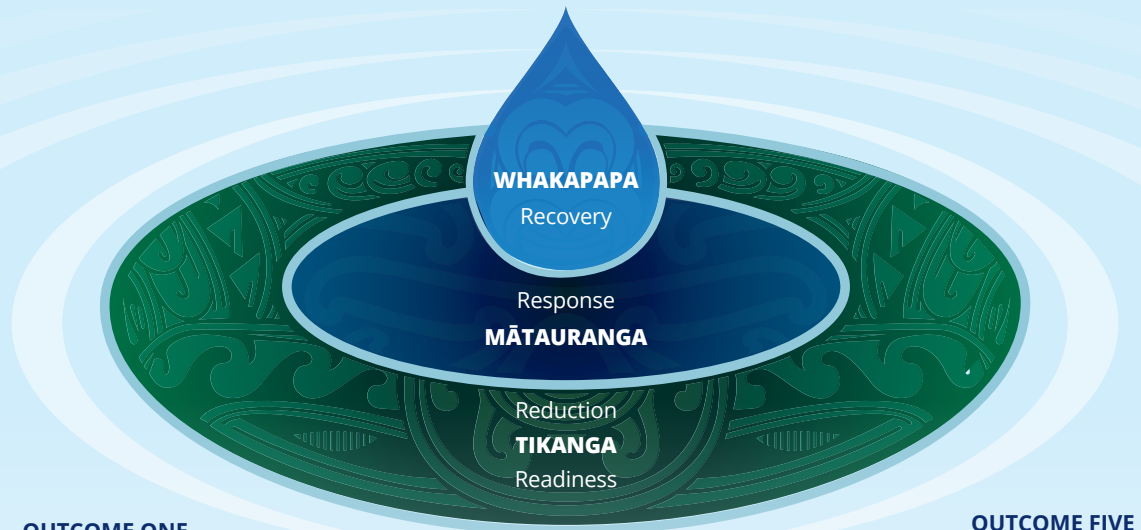 WHAKAPAPA
Recovery
Response
MĀTAURANGA
Reduction
TIKANGA
Readiness
OUTCOME ONE
OUTCOME FIVE